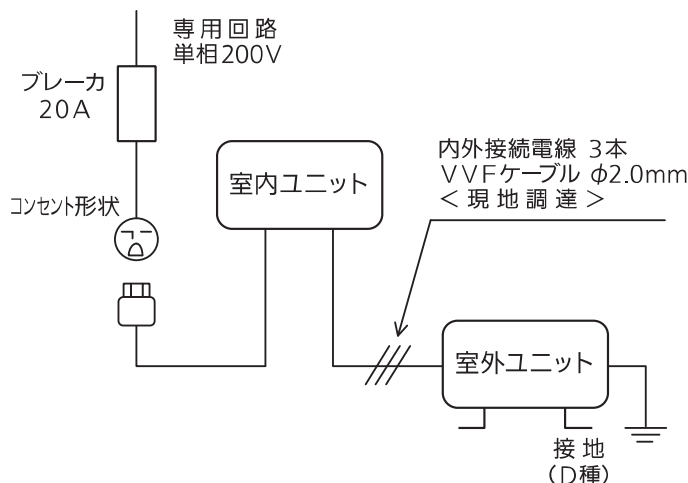 専用回路
単相200V
ブレーカ
20A
コンセント形状
室内ユニット
内外接続電線 3本
VVFケーブル φ2.0mm
<現地調達>
室外ユニット
接地
(D種)